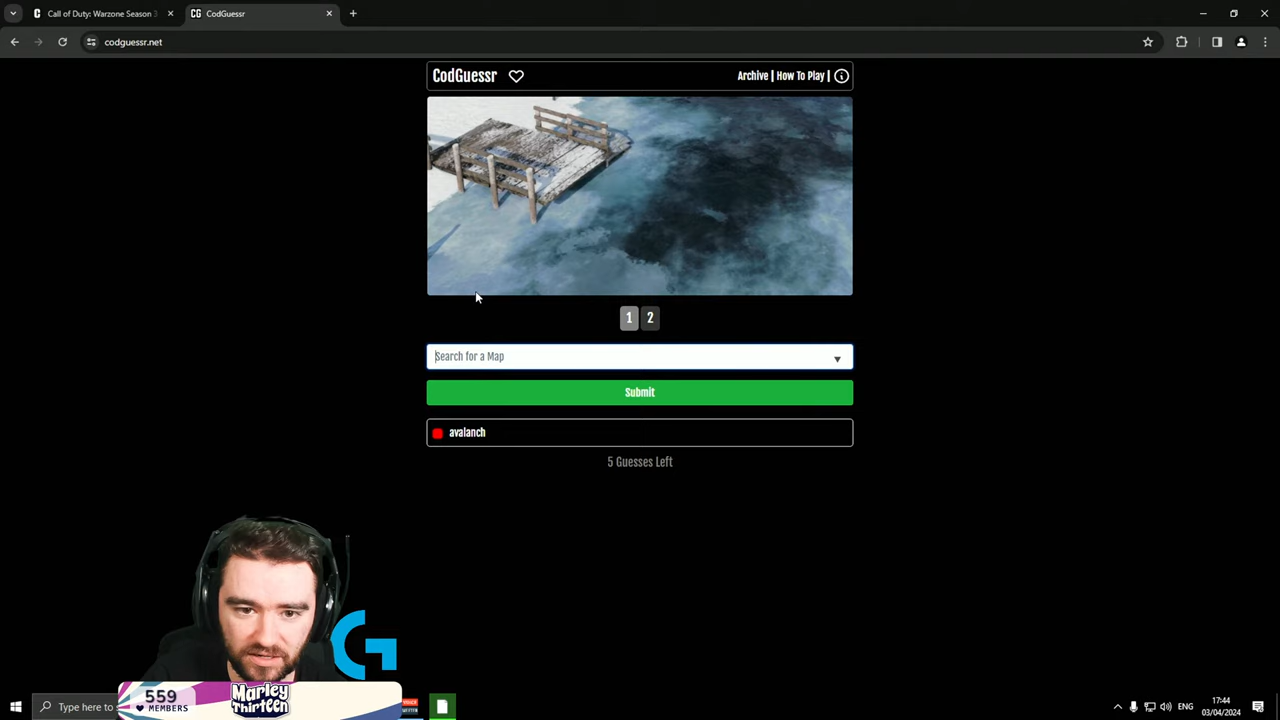 Call of Duty: Warzone Season 3
CG CodGuessr
codguessr.net
CodGuessr
Archive | How To Play |
1 2
Search for a Map
Submit
avalanch
5 Guesses Left
559
MEMBERS
Marley
Thirteen
Type here to s
ENG
17:44
03/04/2024